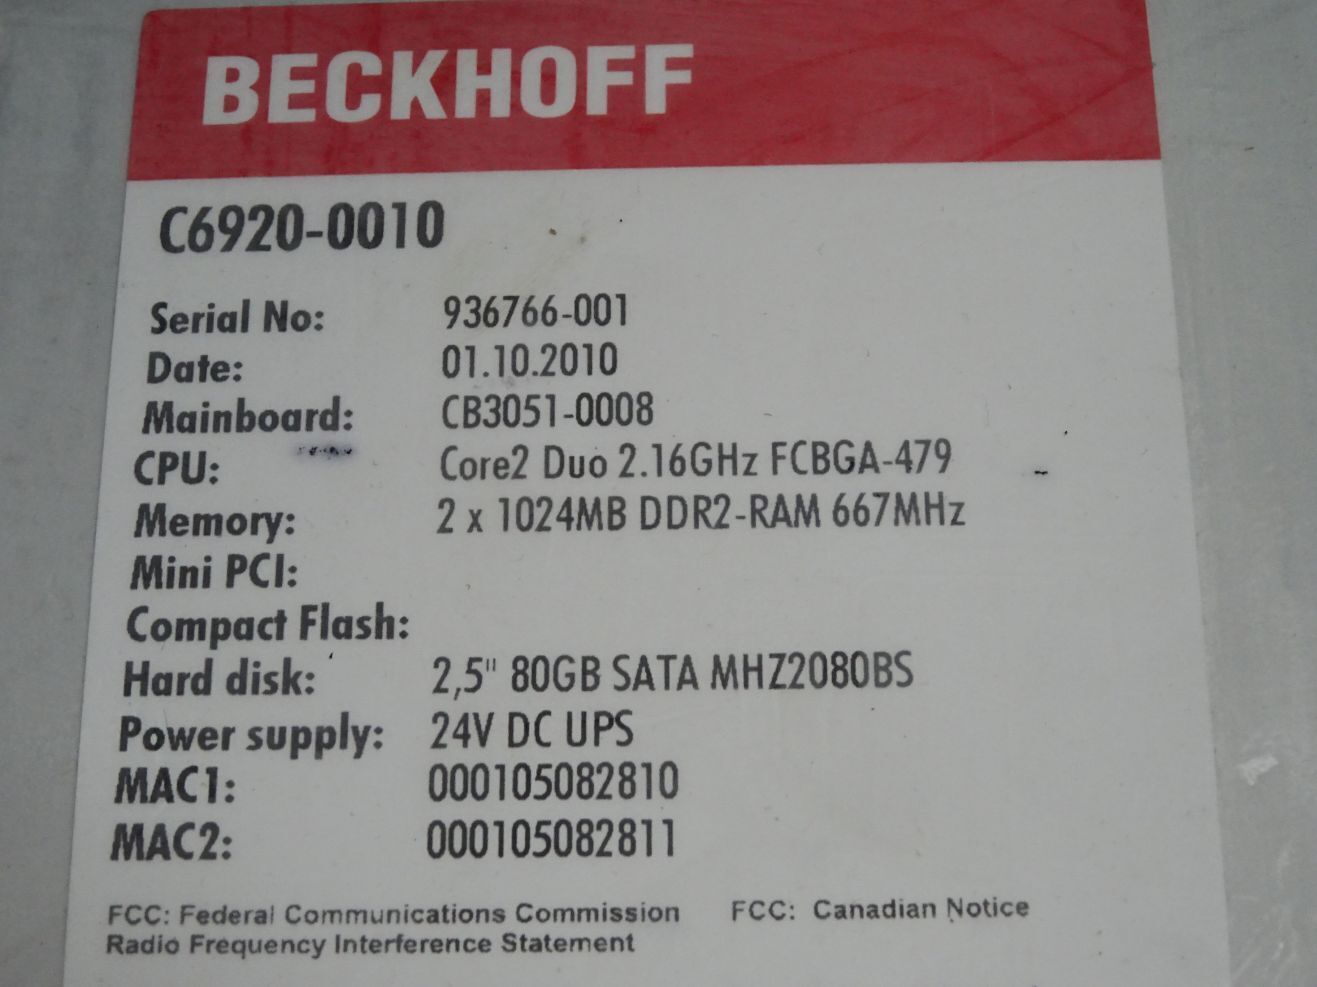 BECKHOFF
C6920-0010
Serial No: 936766-001
Date: 01.10.2010
Mainboard: CB3051-0008
CPU: Core2 Duo 2.16GHz FCBGA-479
Memory: 2 x 1024MB DDR2-RAM 667MHz
Mini PCI:
Compact Flash:
Hard disk: 2,5" 80GB SATA MHZ2080BS
Power supply: 24V DC UPS
MAC1: 000105082810
MAC2: 000105082811
FCC: Federal Communications Commission FCC: Canadian Notice
Radio Frequency Interference Statement